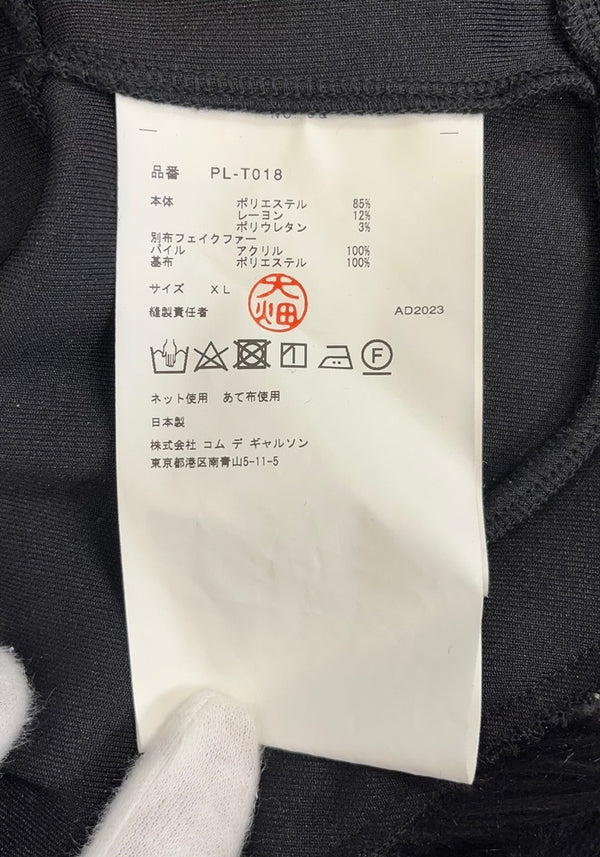 品番 PL-T018
本体 ポリエステル 85%
レーヨン 12%
ポリウレタン 3%
別布フェイクファー
パイル アクリル 100%
基布 ポリエステル 100%
サイズ XL
大畑
縫製責任者 AD2023
1
F
ネット使用 あて布使用
日本製
株式会社 コム デ ギャルソン
東京都港区南青山5-11-5